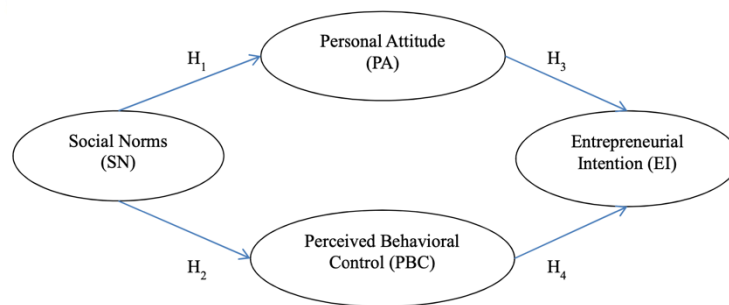 Personal Attitude
(PA)
H1
H3
Social Norms
(SN)
Entrepreneurial
Intention (EI)
Perceived Behavioral
Control (PBC)
H2
H4